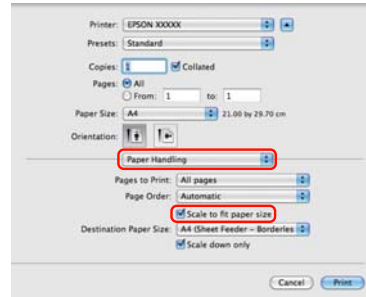 Printer: EPSON XXXXX
Presets: Standard
Copies: 1 Collated
Pages: All
From: 1 to: 1
Paper Size: A4 21.00 by 29.70 cm
Orientation:
Paper Handling
Pages to Print: All pages
Page Order: Automatic
Scale to fit paper size
Destination Paper Size: A4 (Sheet Feeder - Borderles
Scale down only
Cancel Print